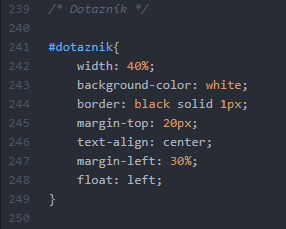 239 /* Dotazník */
240
241 #dotaznik{
242 width: 40%;
243 background-color: white;
244 border: black solid 1px;
245 margin-top: 20px;
246 text-align: center;
247 margin-left: 30%;
248 float: left;
249 }
250